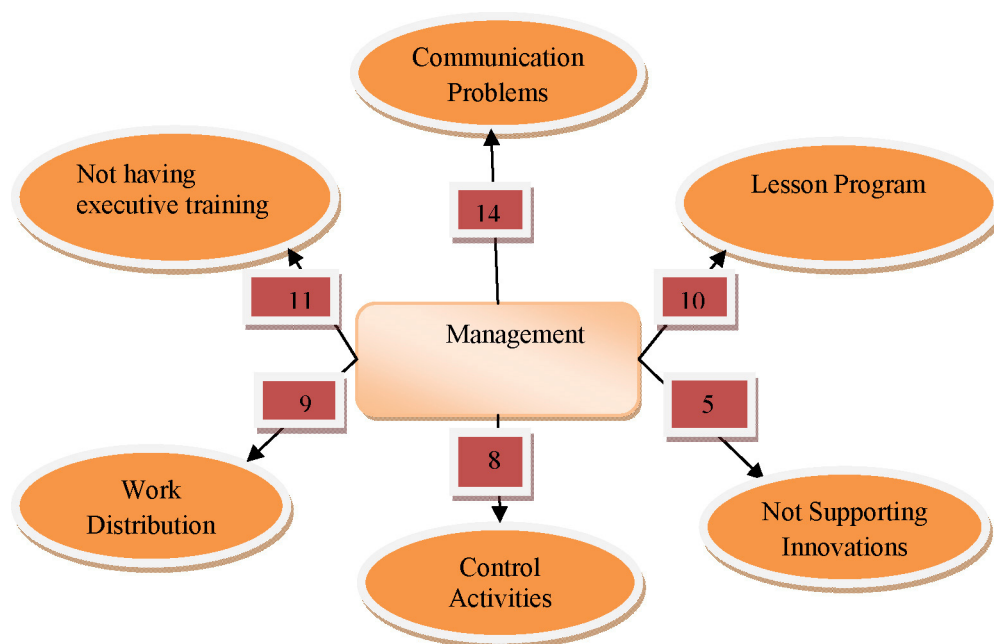 Communication
Problems
Not having
executive training
Lesson Program
14
11
10
Management
9
5
8
Work
Distribution
Not Supporting
Innovations
Control
Activities